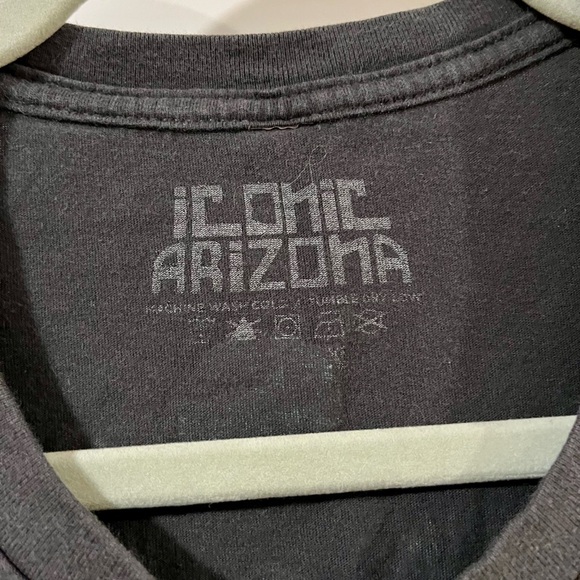 iCONiC
ARiZONA
MACHINE WASH COLD / TUMBLE DRY LOW